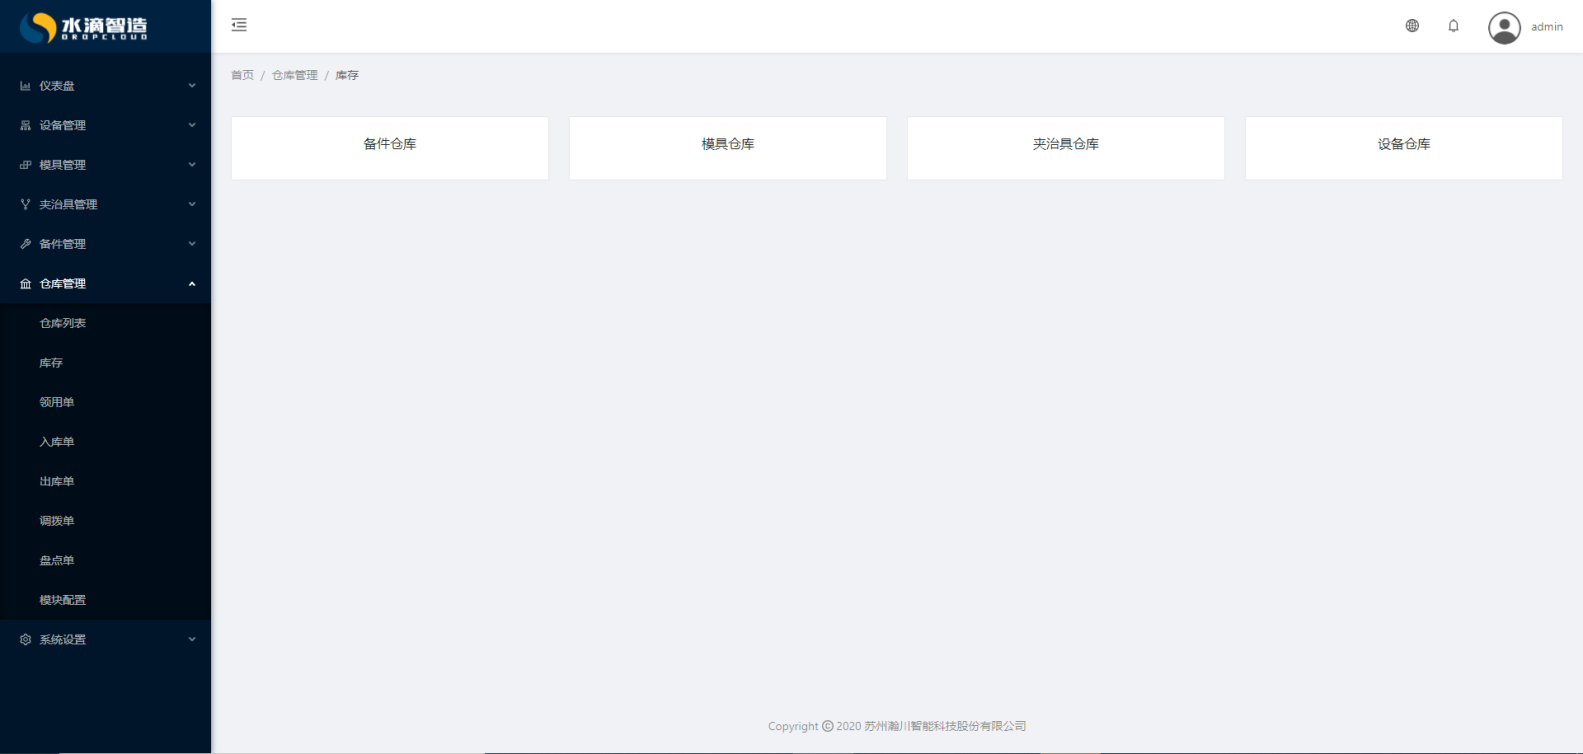 水滴智造
DROPCLOUD
admin
首页 / 仓库管理 / 库存
仪表盘
设备管理
模具管理
夹治具管理
备件管理
仓库管理
仓库列表
库存
领用单
入库单
出库单
调拨单
盘点单
模块配置
系统设置
备件仓库
模具仓库
夹治具仓库
设备仓库
Copyright © 2020 苏州瀚川智能科技股份有限公司